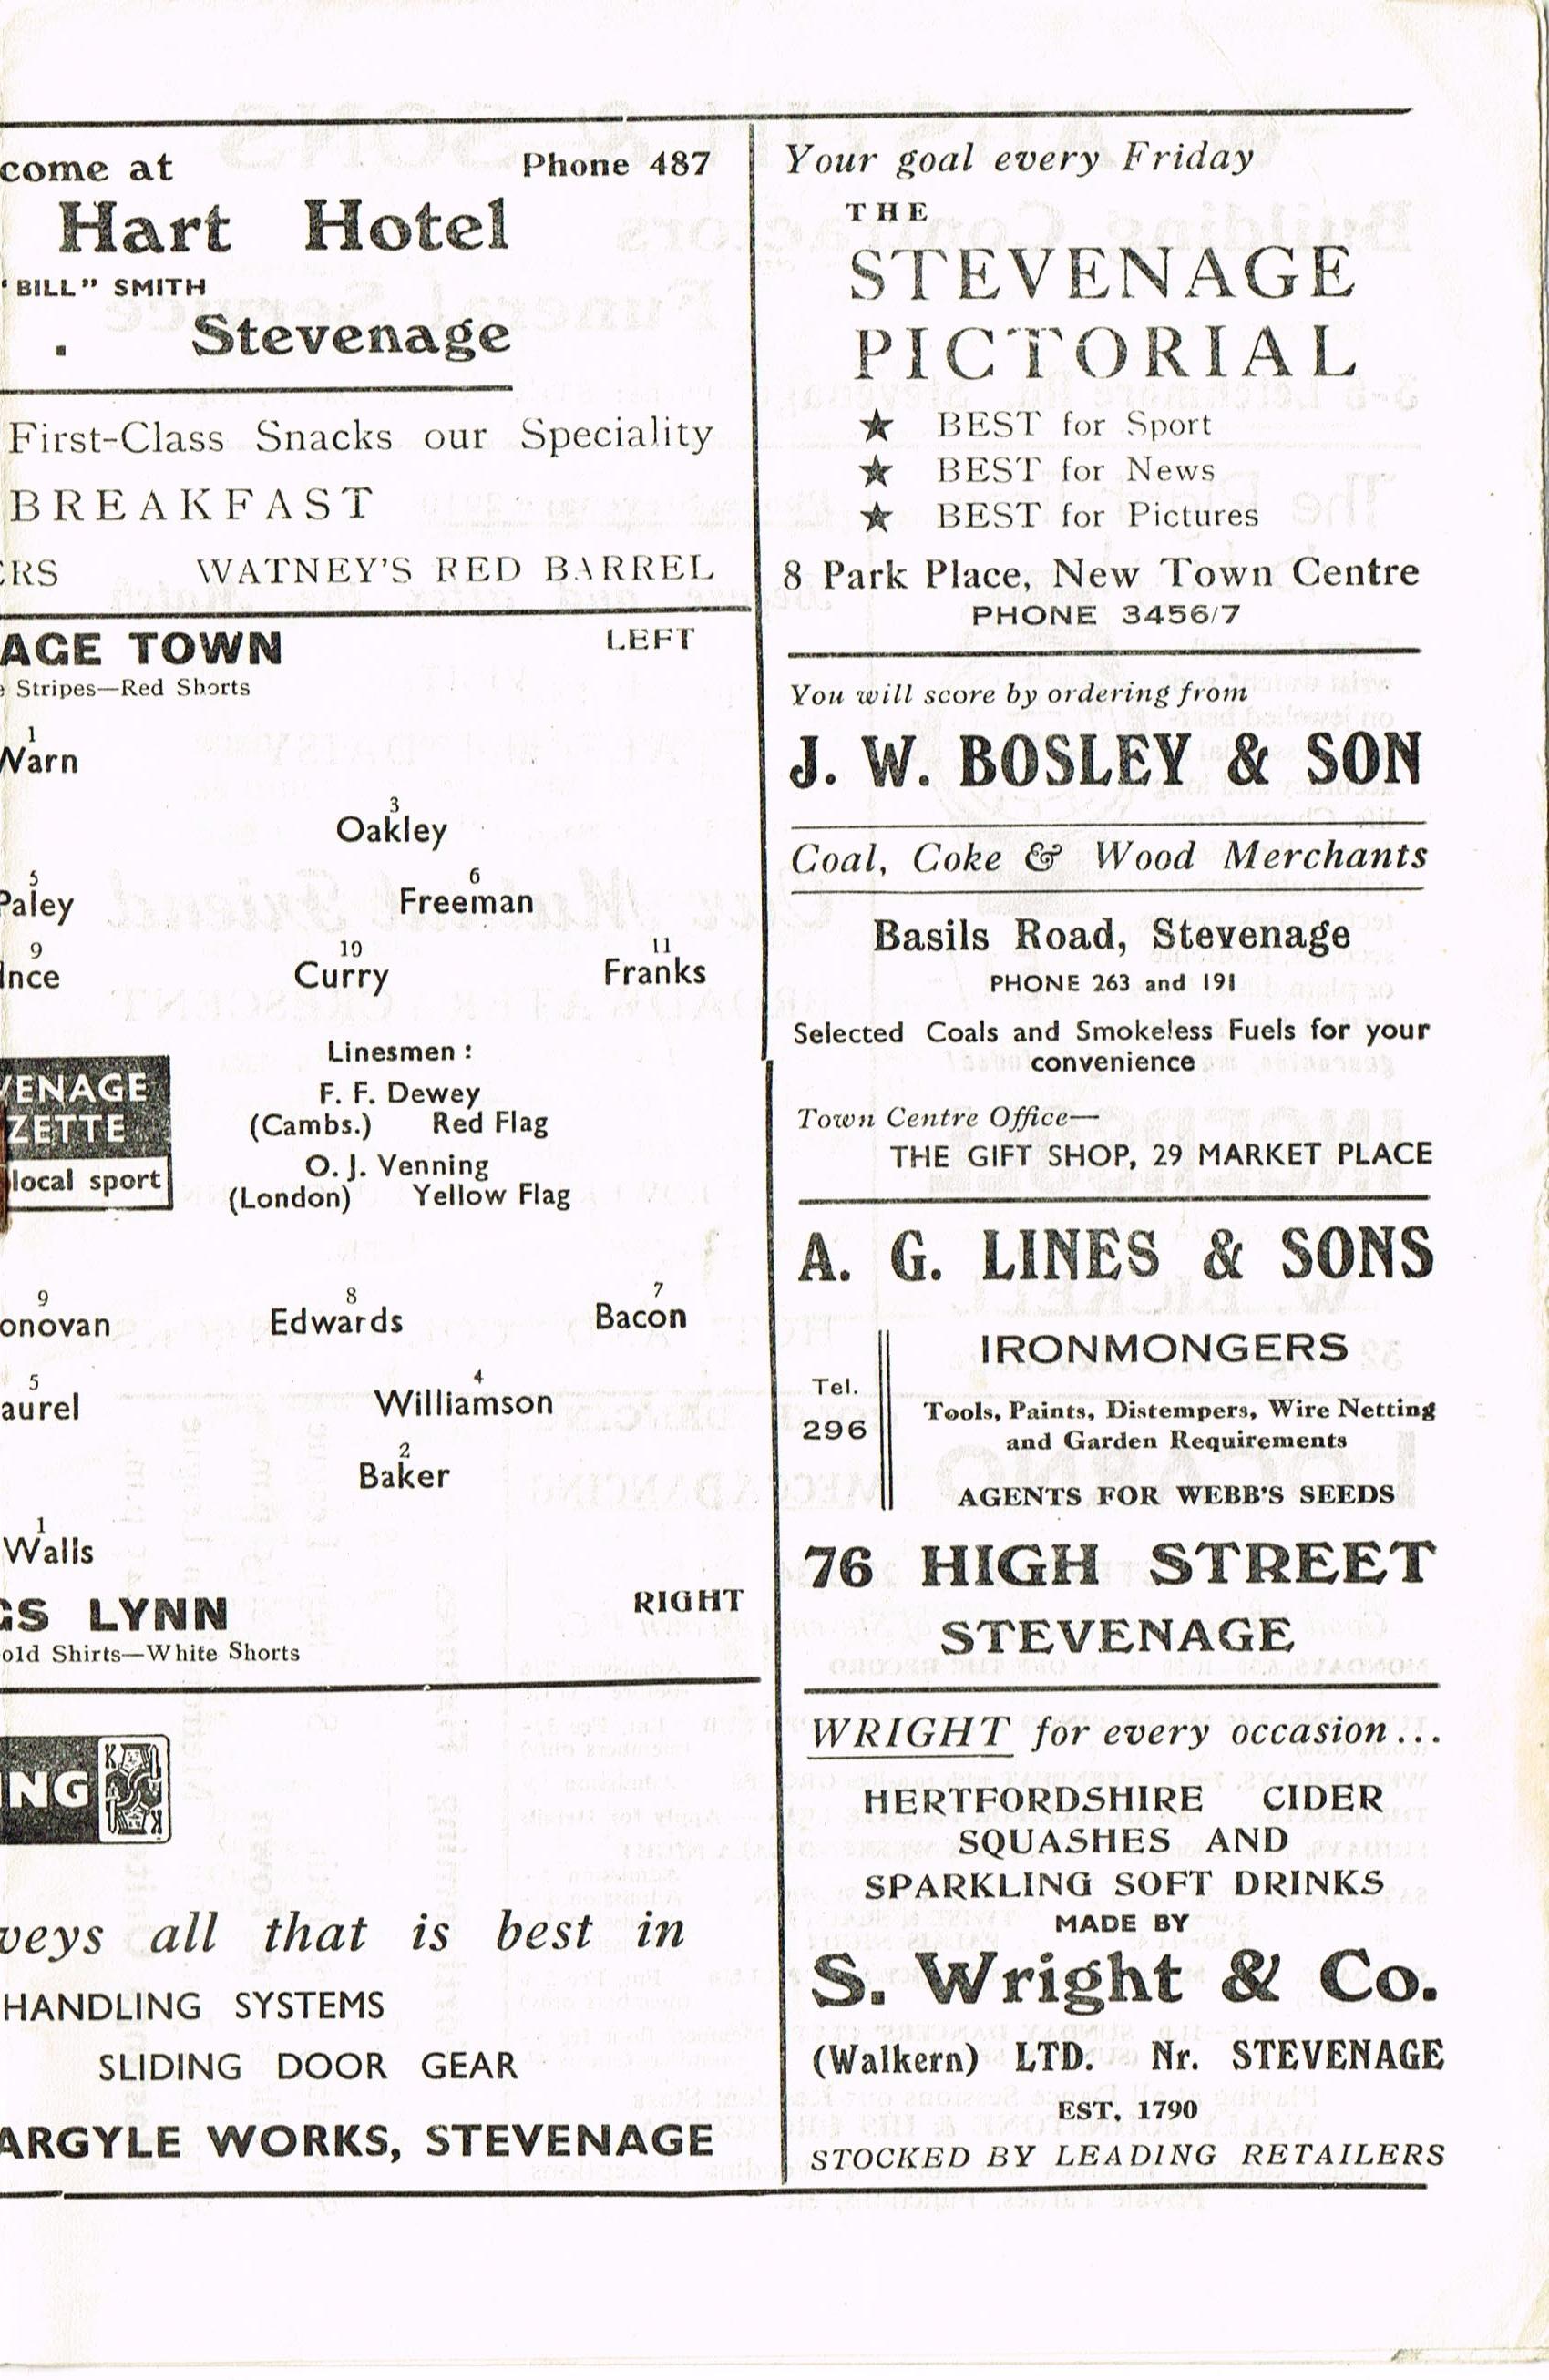 come at Phone 487
Hart Hotel
"BILL" SMITH
. Stevenage
First-Class Snacks our Speciality
BREAKFAST
ERS WATNEY'S RED BARREL
AGE TOWN LEFT
e Stripes—Red Shorts
1
Warn
3
Oakley
5 6
Paley Freeman
9 10 11
Ince Curry Franks
VENAGE
ZETTE
local sport
Linesmen :
F. F. Dewey
(Cambs.) Red Flag
O. J. Venning
(London) Yellow Flag
9 8 7
onovan Edwards Bacon
5 4
aurel Williamson
2
Baker
1
Walls
GS LYNN RIGHT
old Shirts—White Shorts
ING
K
veys all that is best in
HANDLING SYSTEMS
SLIDING DOOR GEAR
ARGYLE WORKS, STEVENAGE
Your goal every Friday
THE
STEVENAGE
PICTORIAL
★ BEST for Sport
★ BEST for News
★ BEST for Pictures
8 Park Place, New Town Centre
PHONE 3456/7
You will score by ordering from
J. W. BOSLEY & SON
Coal, Coke & Wood Merchants
Basils Road, Stevenage
PHONE 263 and 191
Selected Coals and Smokeless Fuels for your
convenience
Town Centre Office—
THE GIFT SHOP, 29 MARKET PLACE
A. G. LINES & SONS
IRONMONGERS
Tel.
296
Tools, Paints, Distempers, Wire Netting
and Garden Requirements
AGENTS FOR WEBB'S SEEDS
76 HIGH STREET
STEVENAGE
WRIGHT for every occasion...
HERTFORDSHIRE CIDER
SQUASHES AND
SPARKLING SOFT DRINKS
MADE BY
S. Wright & Co.
(Walkern) LTD. Nr. STEVENAGE
EST. 1790
STOCKED BY LEADING RETAILERS